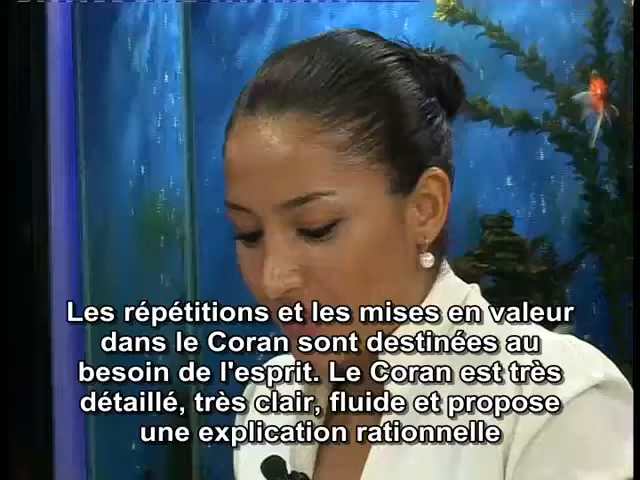 Les répétitions et les mises en valeur
dans le Coran sont destinées au
besoin de l'esprit. Le Coran est très
détaillé, très clair, fluide et propose
une explication rationnelle